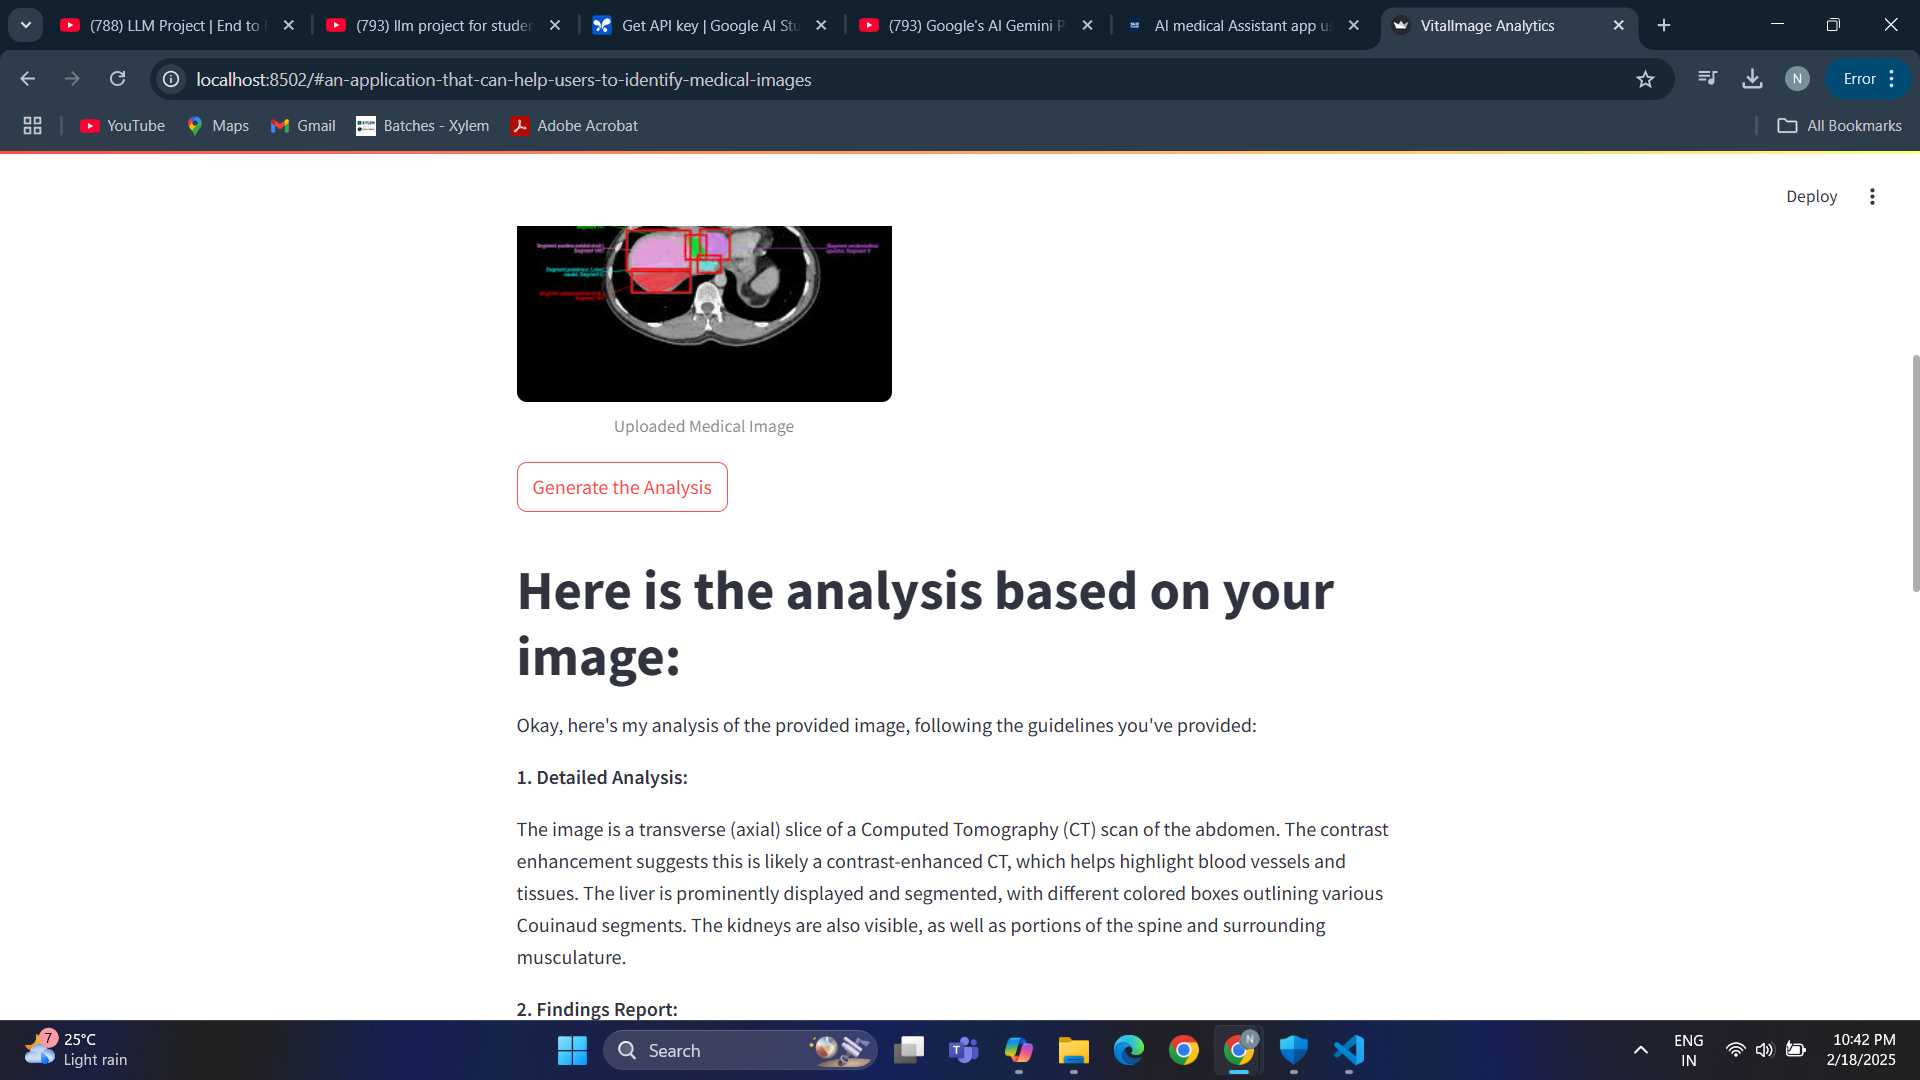 (788) LLM Project | End to
(793) llm project for studen
Get API key | Google AI Stu
(793) Google's AI Gemini P
AI medical Assistant app us
VitalImage Analytics
localhost:8502/#an-application-that-can-help-users-to-identify-medical-images
N
Error
YouTube
Maps
Gmail
Batches - Xylem
Adobe Acrobat
All Bookmarks
Deploy
Uploaded Medical Image
Generate the Analysis
Here is the analysis based on your
image:
Okay, here's my analysis of the provided image, following the guidelines you've provided:
1. Detailed Analysis:
The image is a transverse (axial) slice of a Computed Tomography (CT) scan of the abdomen. The contrast
enhancement suggests this is likely a contrast-enhanced CT, which helps highlight blood vessels and
tissues. The liver is prominently displayed and segmented, with different colored boxes outlining various
Couinaud segments. The kidneys are also visible, as well as portions of the spine and surrounding
musculature.
2. Findings Report:
7
25°C
Light rain
Search
N
ENG
IN
10:42 PM
2/18/2025